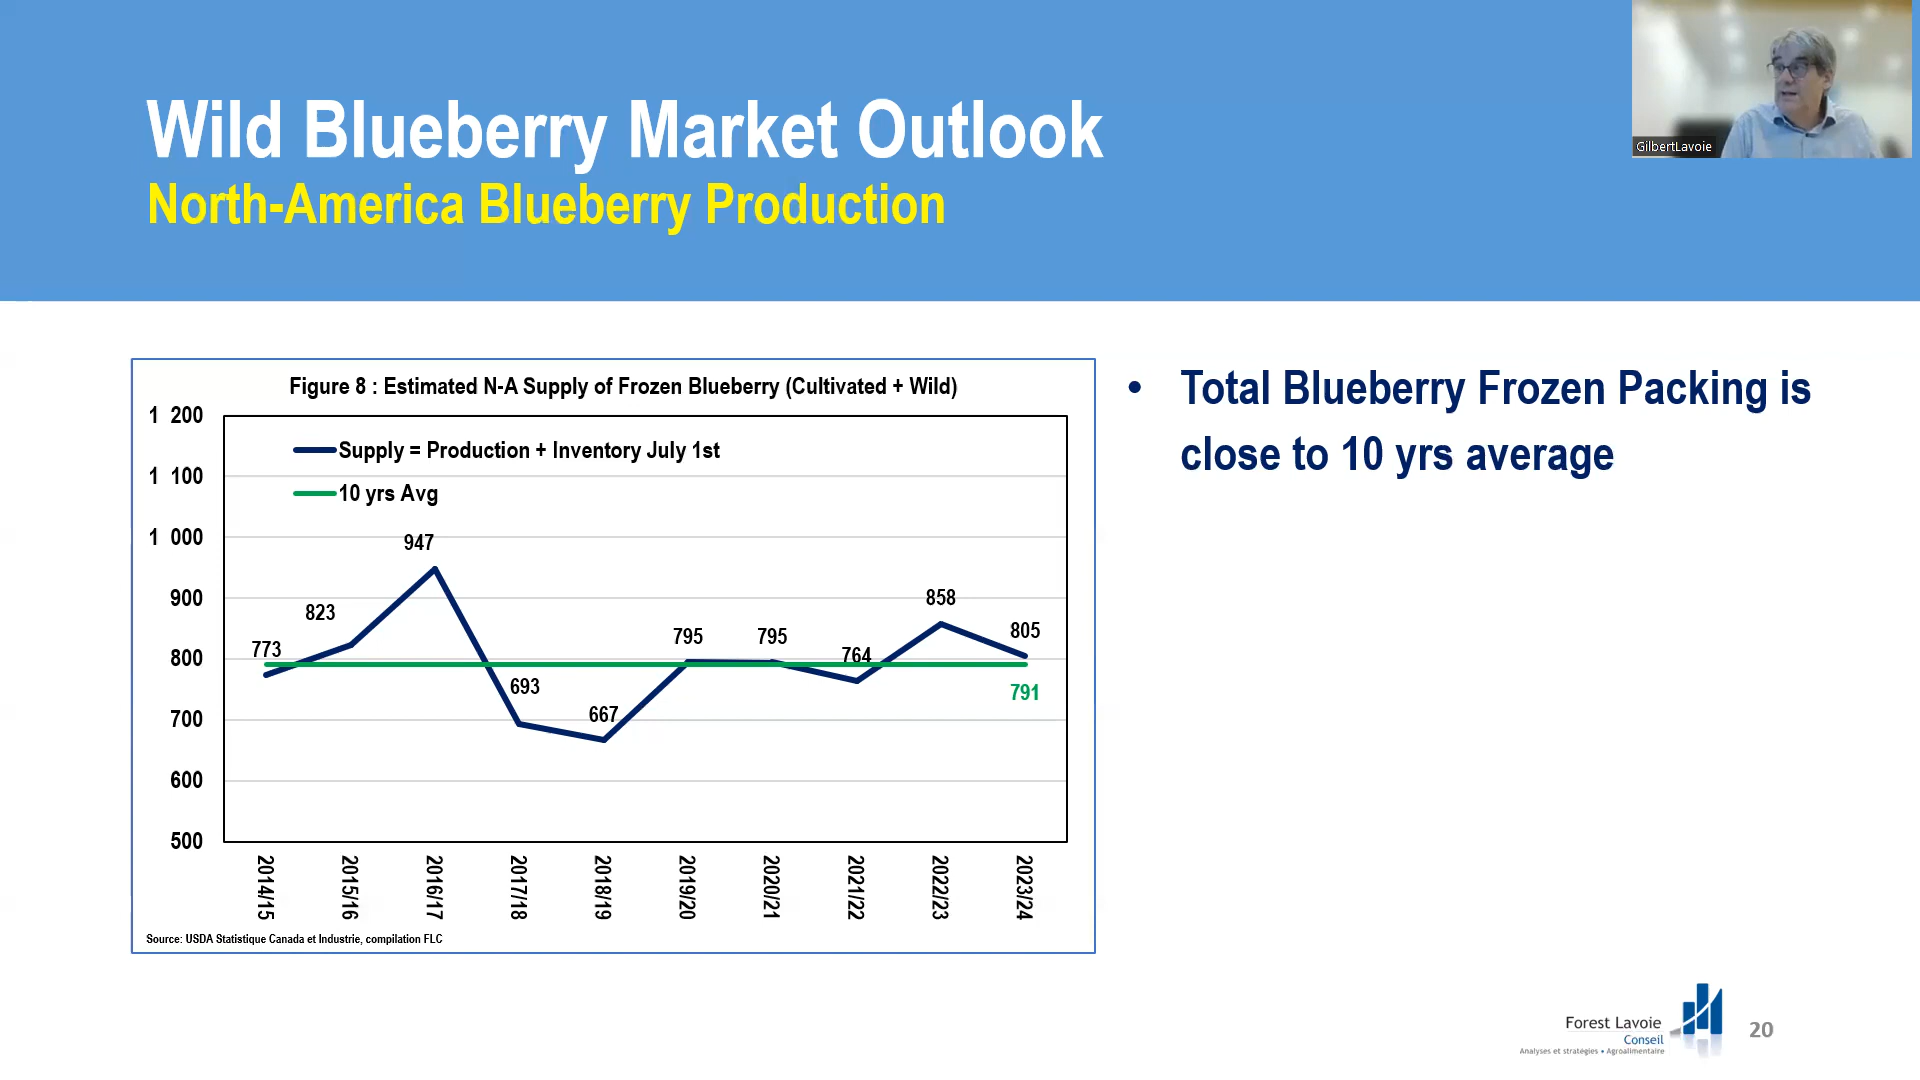 Wild Blueberry Market Outlook
North-America Blueberry Production
GilbertLavoie
Figure 8 : Estimated N-A Supply of Frozen Blueberry (Cultivated + Wild)
1 200
1 100
1 000
900
800
700
600
500
Supply = Production + Inventory July 1st
10 yrs Avg
773
823
947
693
667
795
795
764
858
805
791
2014/15
2015/16
2016/17
2017/18
2018/19
2019/20
2020/21
2021/22
2022/23
2023/24
Source: USDA Statistique Canada et Industrie, compilation FLC
• Total Blueberry Frozen Packing is
close to 10 yrs average
Forest Lavoie
Conseil
Analyses et stratégies • Agroalimentaire
20